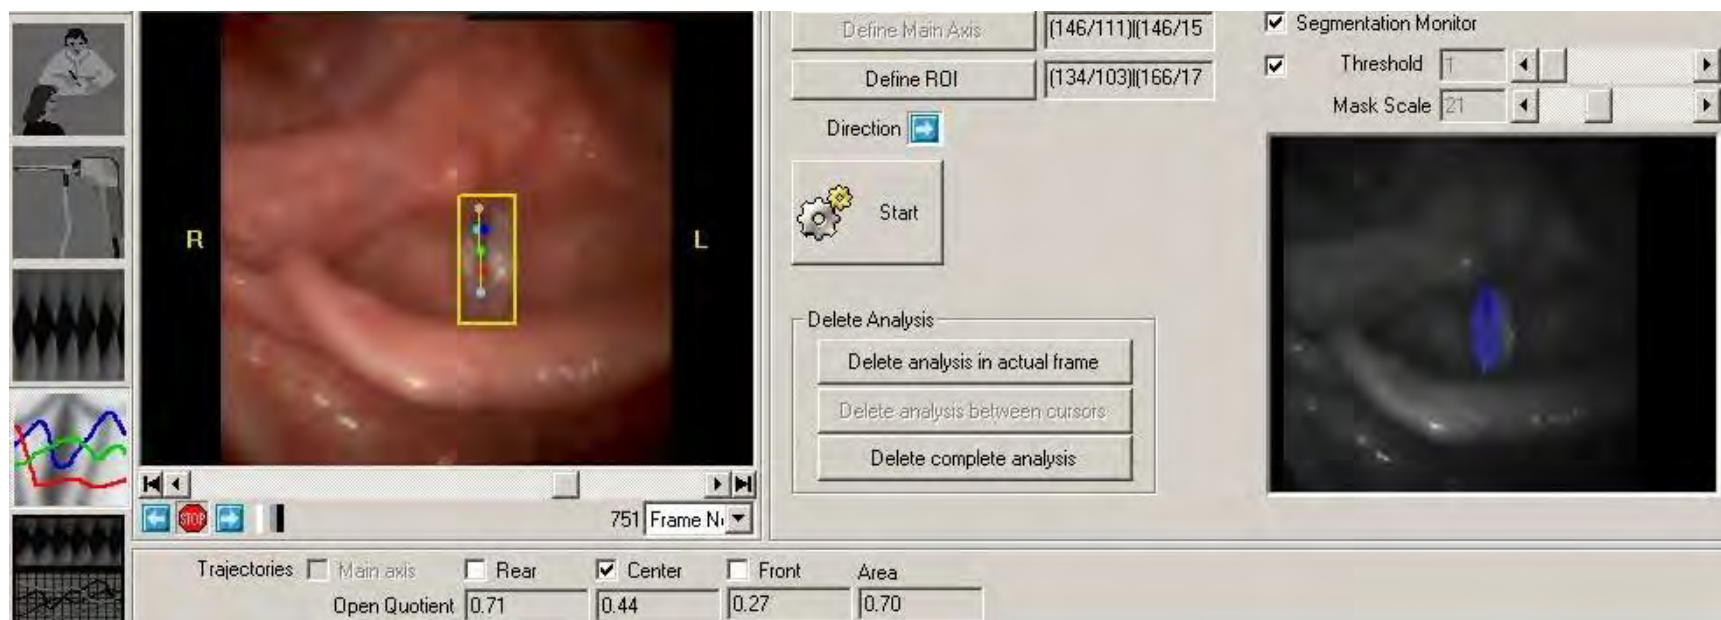 Define Main Axis (146/111)|(146/15
Define ROI (134/103)|(166/17
Direction
Start
Delete Analysis
Delete analysis in actual frame
Delete analysis between cursors
Delete complete analysis
Segmentation Monitor
Threshold 1
Mask Scale 21
R
L
STOP
751 Frame N
Trajectories Main axis Rear Center Front Area
Open Quotient 0.71 0.44 0.27 0.70